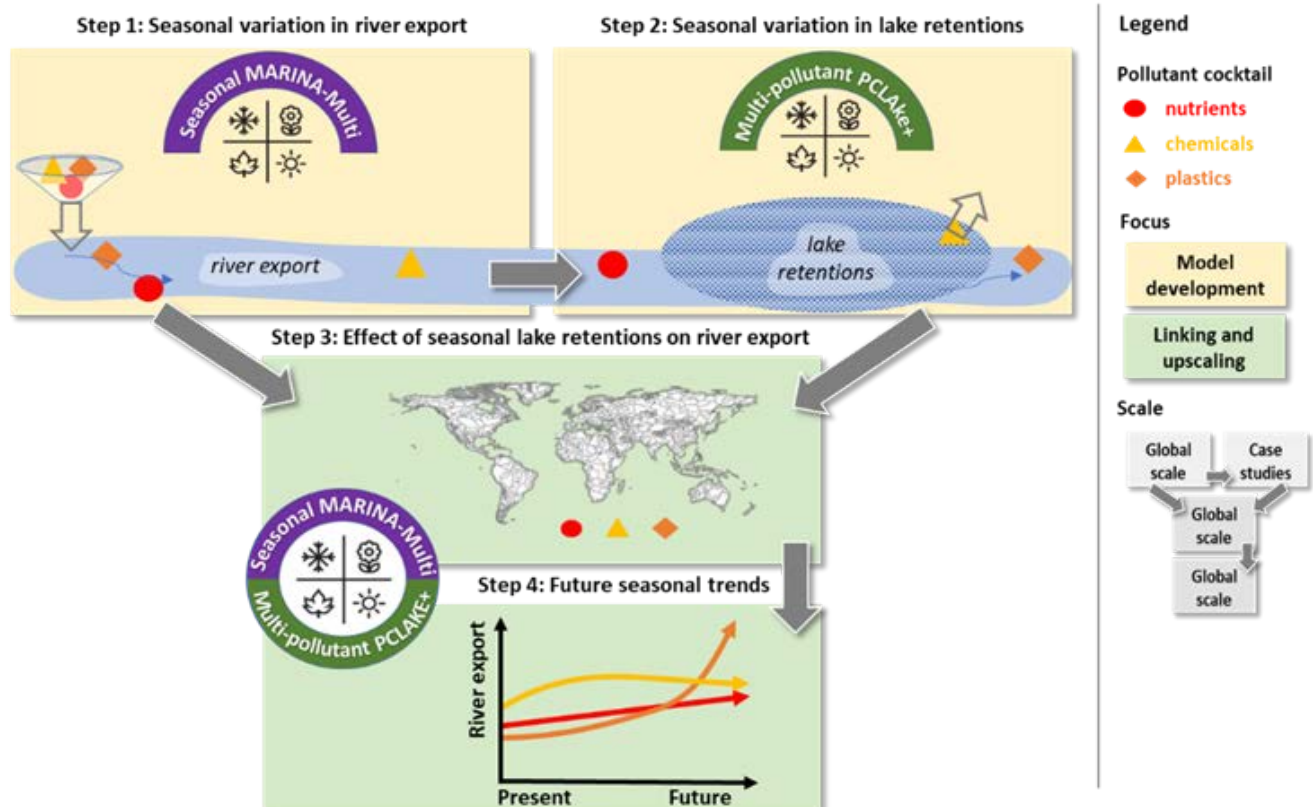 Step 1: Seasonal variation in river export
Seasonal MARINA-Multi
river export
Step 2: Seasonal variation in lake retentions
Multi-pollutant PCLAke+
lake
retentions
Step 3: Effect of seasonal lake retentions on river export
Seasonal MARINA-Multi
Multi-pollutant PCLAKE+
Step 4: Future seasonal trends
River export
Present
Future
Legend
Pollutant cocktail
nutrients
chemicals
plastics
Focus
Model
development
Linking and
upscaling
Scale
Global
scale
Case
studies
Global
scale
Global
scale